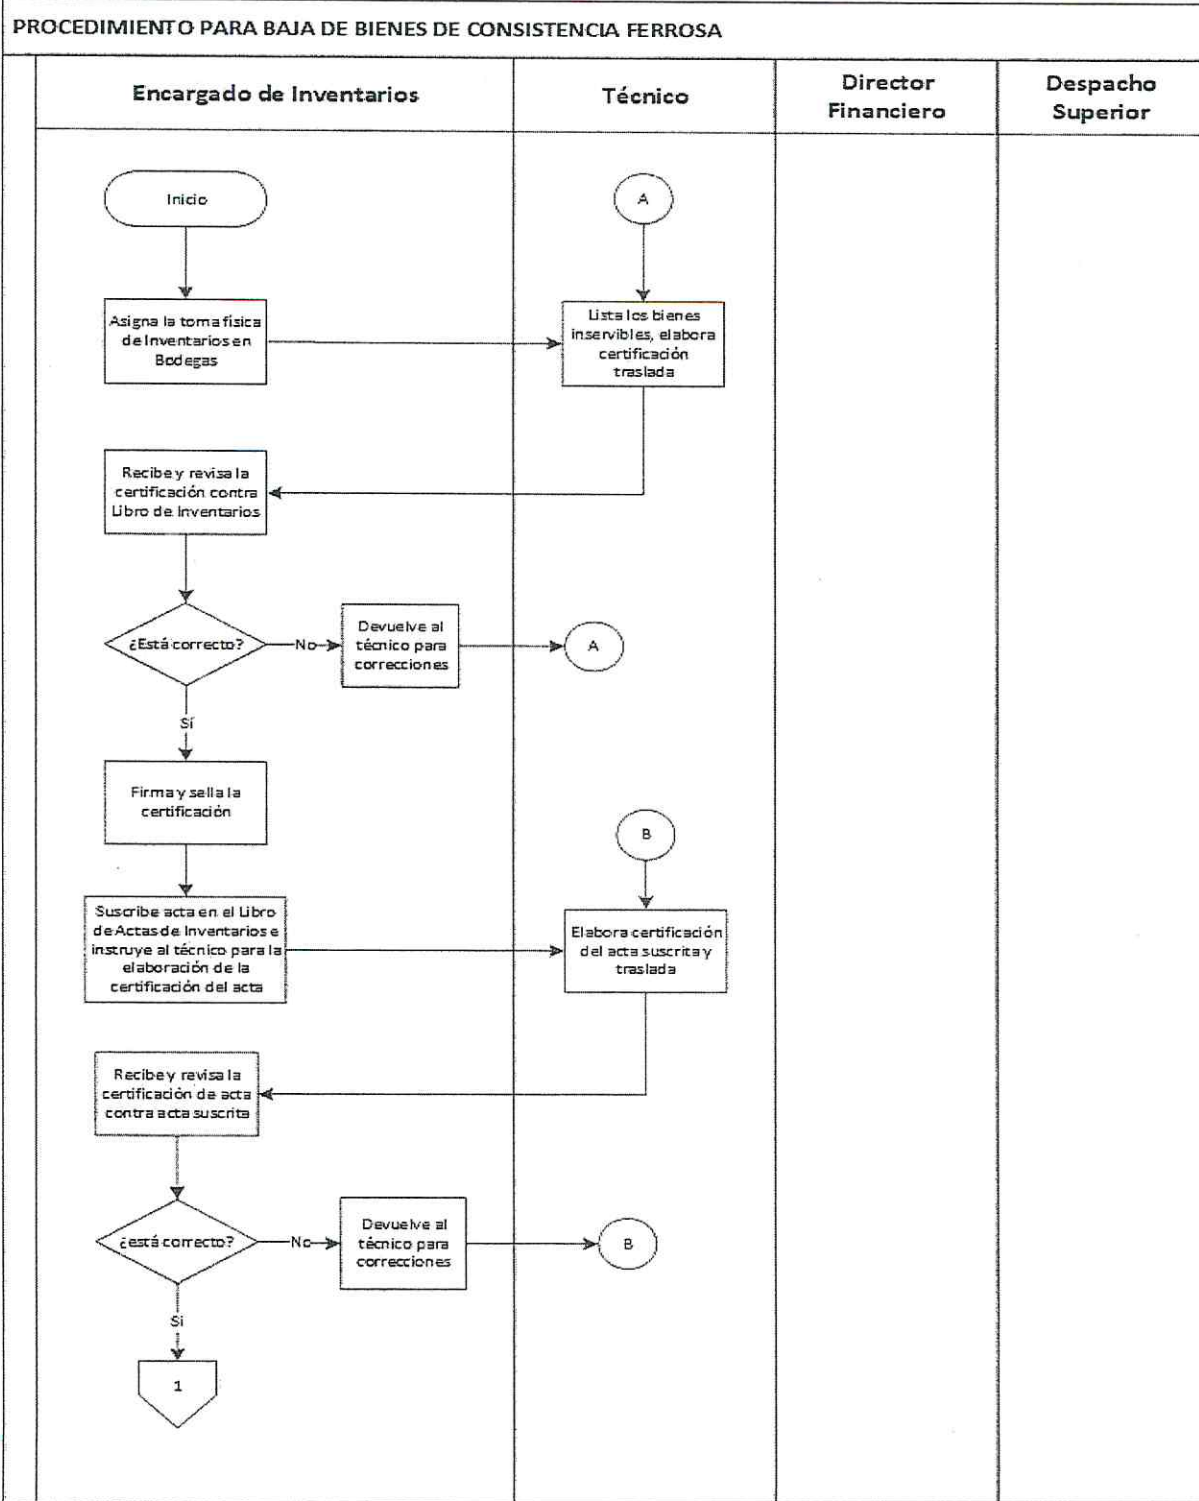 PROCEDIMIENTO PARA BAJA DE BIENES DE CONSISTENCIA FERROSA
Encargado de Inventarios
Técnico
Director
Financiero
Despacho
Superior
Inicio
A
Asigna la toma física
de Inventarios en
Bodegas
Lista los bienes
inservibles, elabora
certificación
traslada
Recibe y revisa la
certificación contra
Libro de Inventarios
¿Está correcto?
No
Devuelve al
técnico para
correcciones
A
Sí
Firma y sella la
certificación
B
Suscribe acta en el Libro
de Actas de Inventarios e
instruye al técnico para la
elaboración de la
certificación del acta
Elabora certificación
del acta suscrita y
traslada
Recibe y revisa la
certificación de acta
contra acta suscrita
¿está correcto?
No
Devuelve al
técnico para
correcciones
B
Si
1